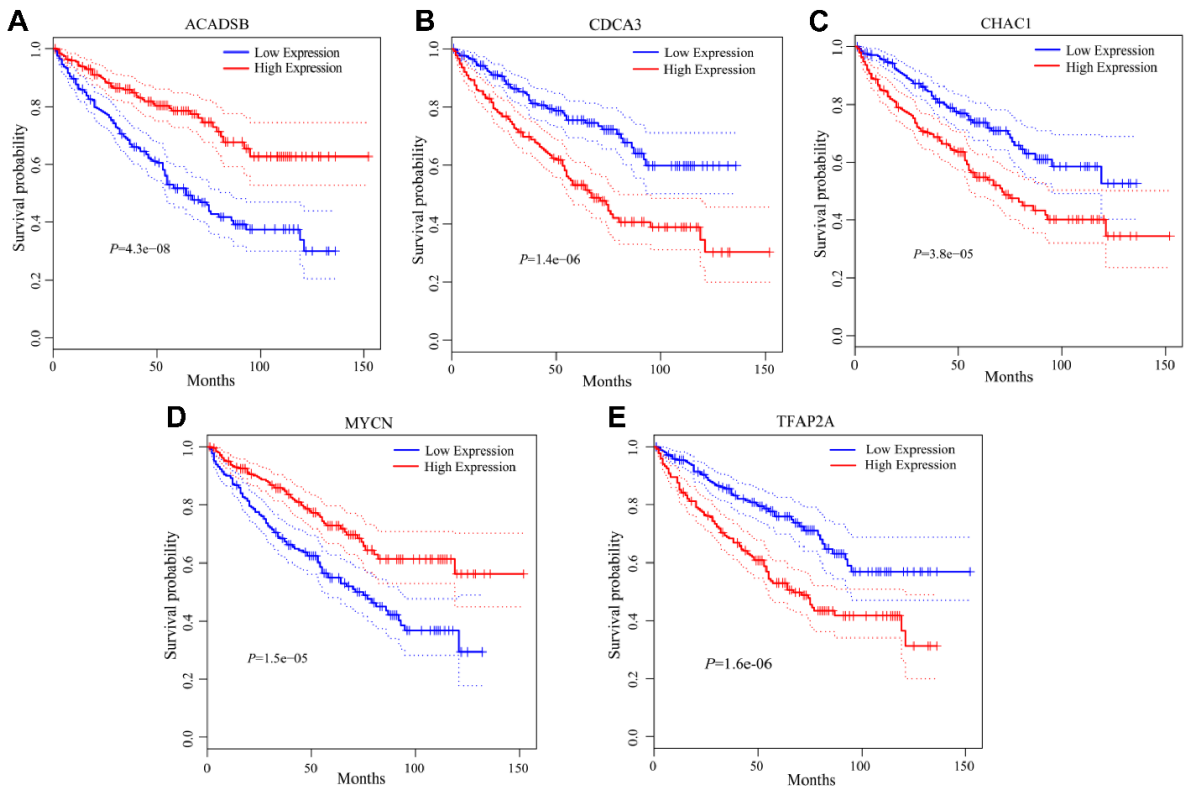 A
ACADSB
Low Expression
High Expression
Survival probability
1.0
0.8
0.6
0.4
0.2
0.0
P=4.3e−08
0
50
100
150
Months
B
CDCA3
Low Expression
High Expression
Survival probability
1.0
0.8
0.6
0.4
0.2
0.0
P=1.4e−06
0
50
100
150
Months
C
CHAC1
Low Expression
High Expression
Survival probability
1.0
0.8
0.6
0.4
0.2
0.0
P=3.8e−05
0
50
100
150
Months
D
MYCN
Low Expression
High Expression
Survival probability
1.0
0.8
0.6
0.4
0.2
0.0
P=1.5e−05
0
50
100
150
Months
E
TFAP2A
Low Expression
High Expression
Survival probability
1.0
0.8
0.6
0.4
0.2
0.0
P=1.6e-06
0
50
100
150
Months